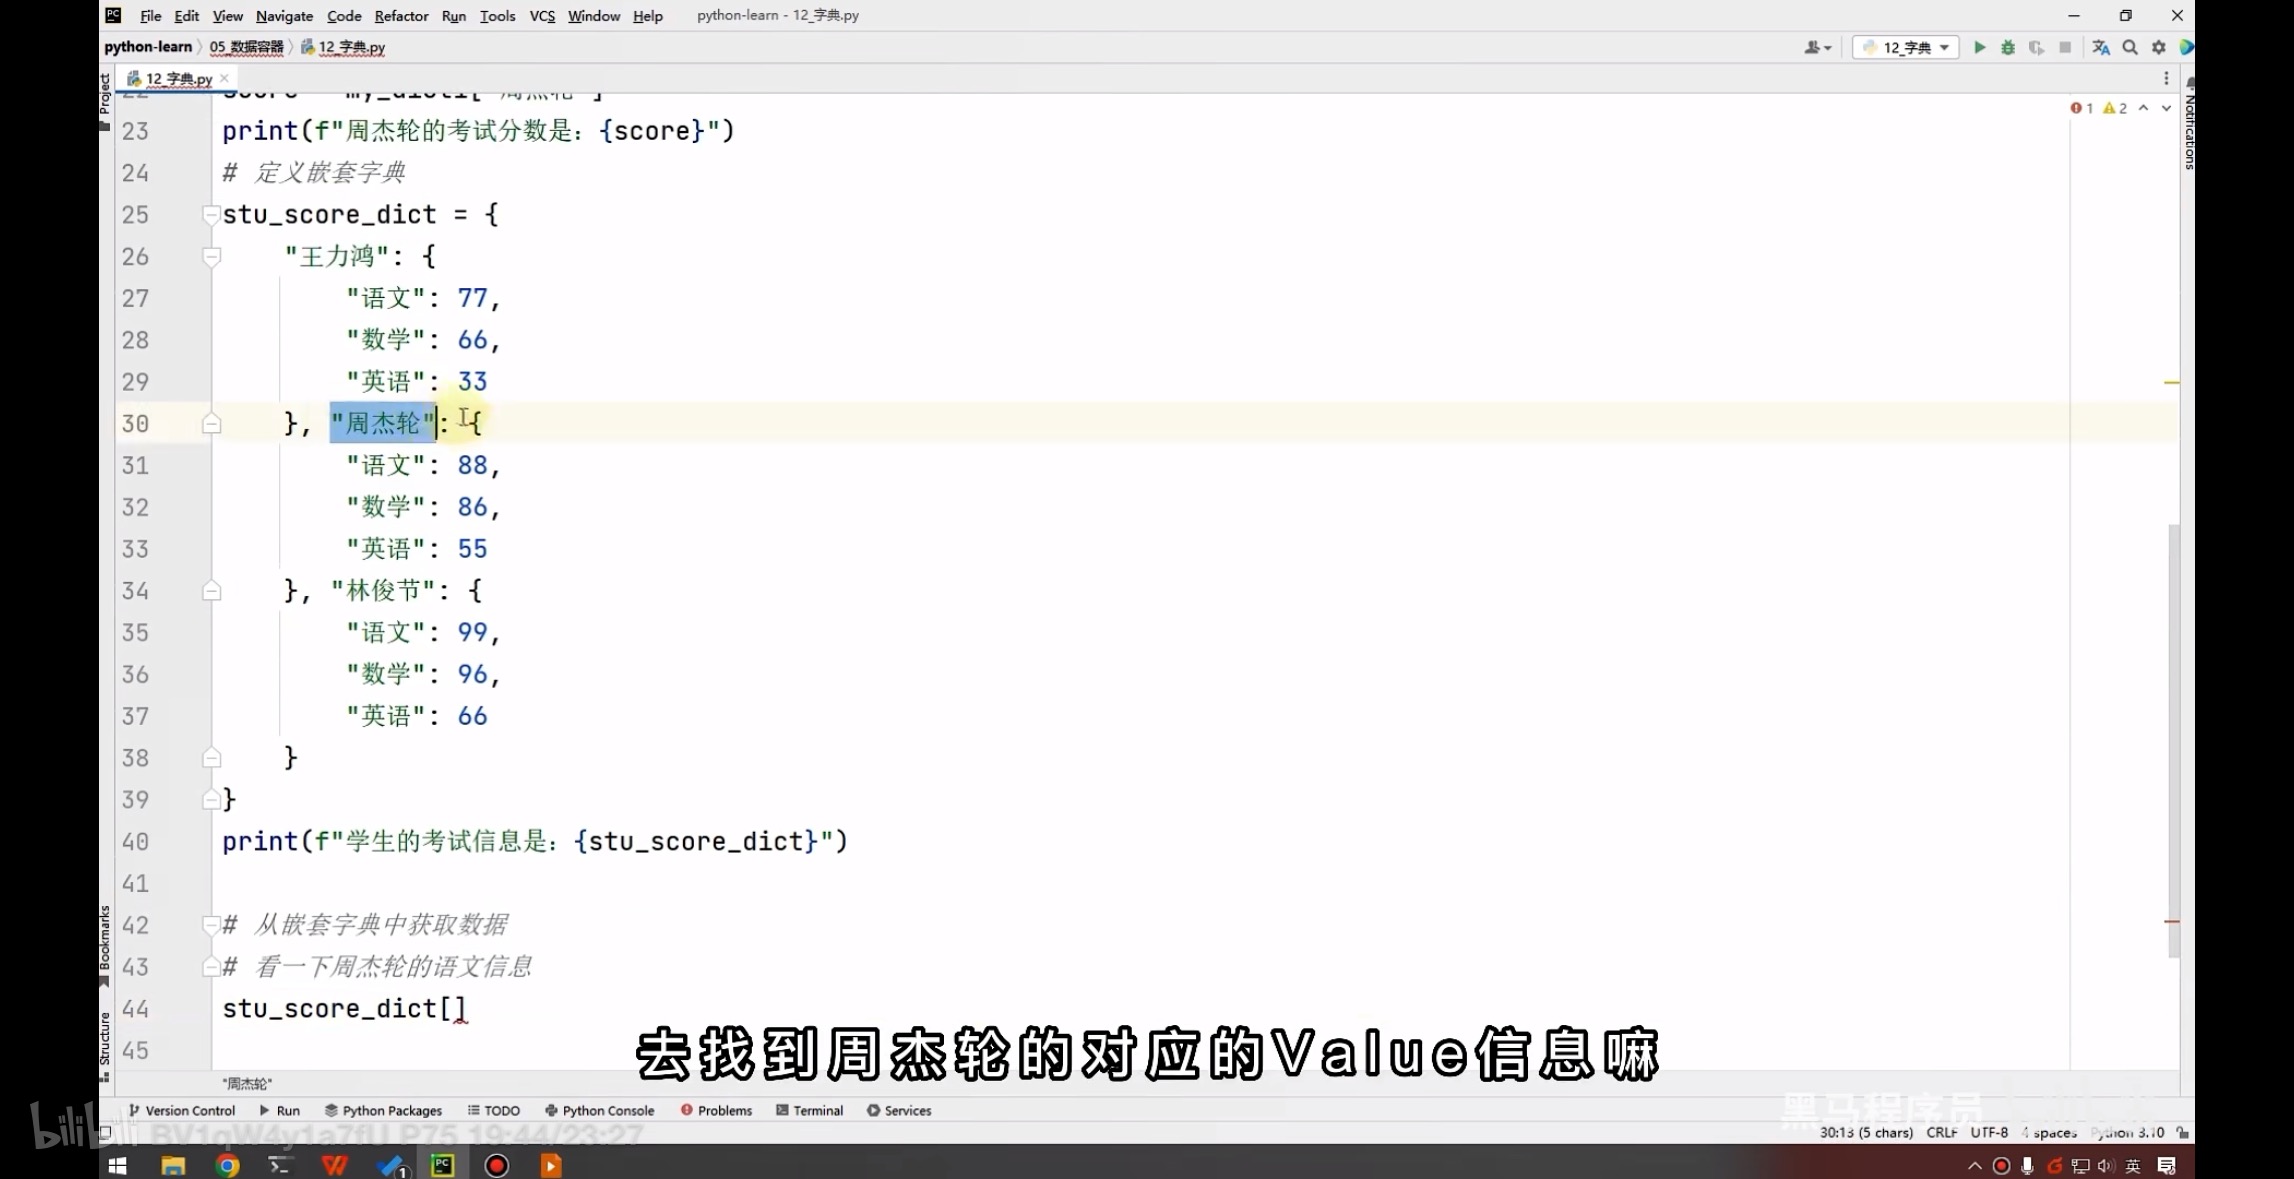 File Edit View Navigate Code Refactor Run Tools VCS Window Help python-learn - 12_字典.py
python-learn 05_数据容器 12_字典.py 12_字典
12_字典.py
Project
Notifications
1 2
22 score = my_dict1["周杰轮"]
23 print(f"周杰轮的考试分数是：{score}")
24 # 定义嵌套字典
25 stu_score_dict = {
26 "王力鸿": {
27 "语文": 77,
28 "数学": 66,
29 "英语": 33
30 }, "周杰轮": {
31 "语文": 88,
32 "数学": 86,
33 "英语": 55
34 }, "林俊节": {
35 "语文": 99,
36 "数学": 96,
37 "英语": 66
38 }
39 }
40 print(f"学生的考试信息是：{stu_score_dict}")
41
42 # 从嵌套字典中获取数据
43 # 看一下周杰轮的语文信息
44 stu_score_dict[]
45
Bookmarks
Structure
去找到周杰轮的对应的Value信息嘛
"周杰轮"
Version Control Run Python Packages TODO Python Console Problems Terminal Services
黑马程序员
bilibili BV1qW4y1a7fU P75 19:44/23:27
30:13 (5 chars) CRLF UTF-8 4 spaces Python 3.10
1 英